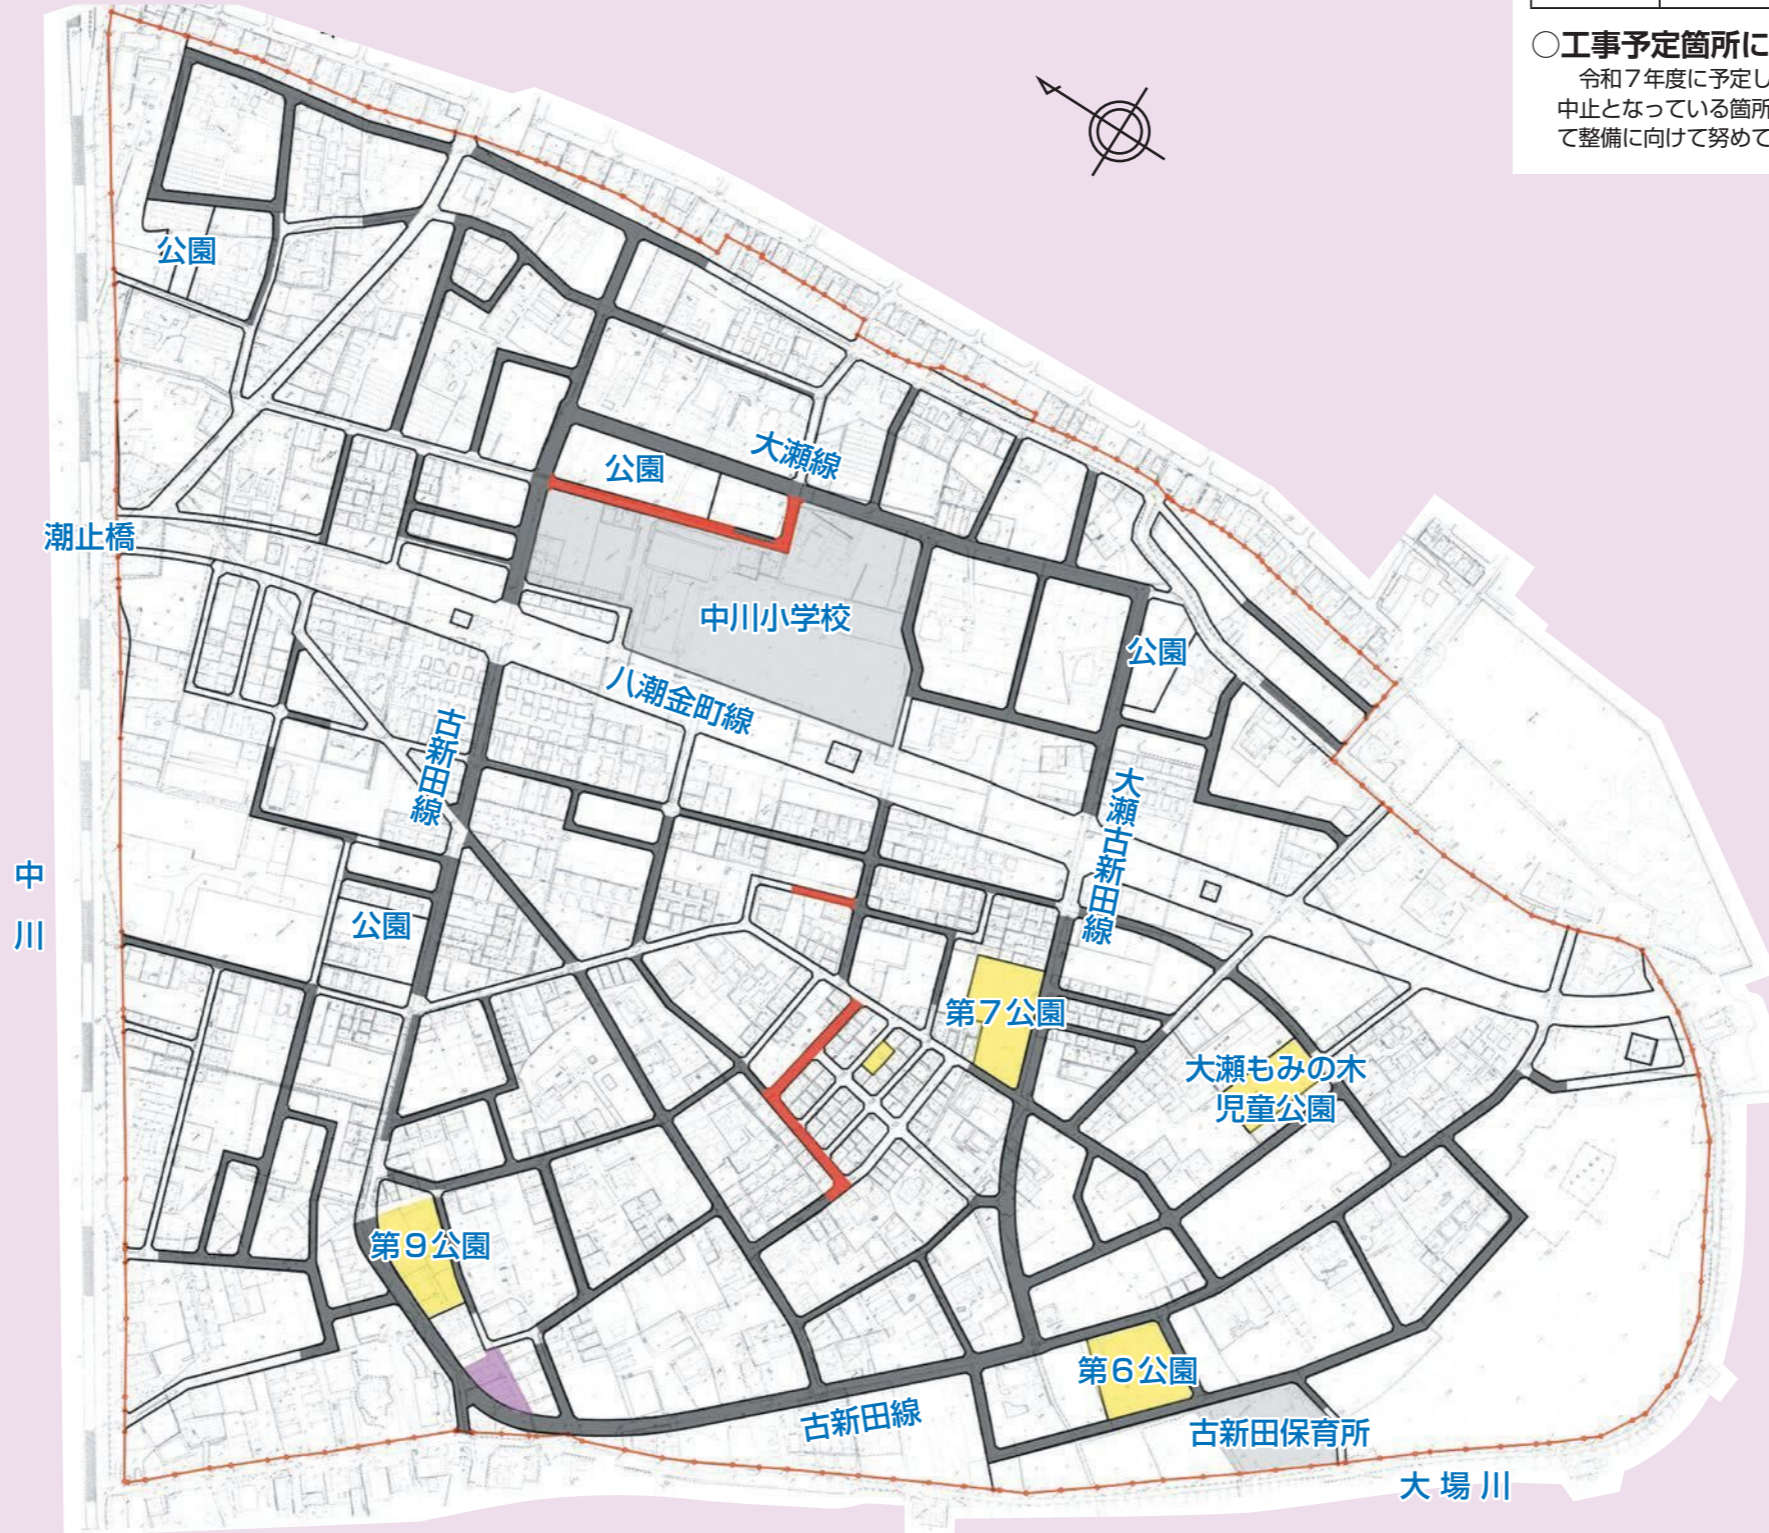 ○工事予定箇所に
令和７年度に予定し
中止となっている箇所
て整備に向けて努めて
公園
大瀬線
公園
潮止橋
中川小学校
公園
八潮金町線
古新田線
大瀬古新田線
中川
公園
第７公園
大瀬もみの木
児童公園
第９公園
第６公園
古新田線
古新田保育所
大場川